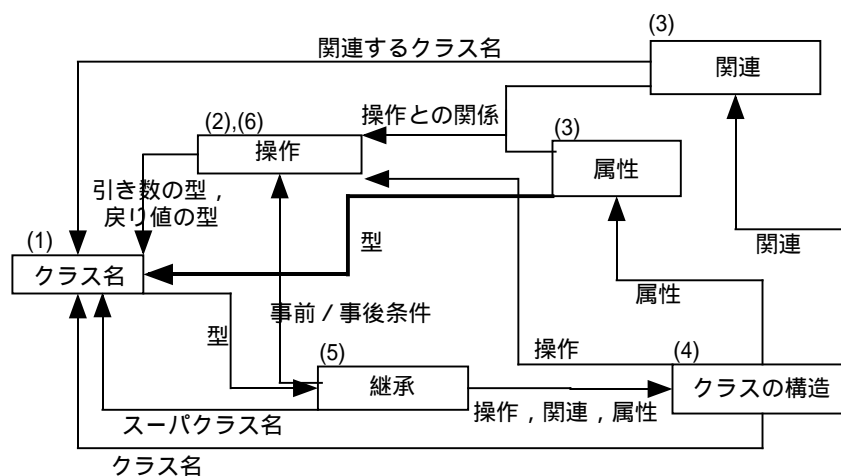 (3)
関連するクラス名
関連
(2),(6)
操作との関係
(3)
操作
属性
引き数の型,
戻り値の型
(1)
型
関連
クラス名
属性
型
事前/事後条件
操作
(5)
(4)
継承
クラスの構造
スーパクラス名
操作,関連,属性
クラス名